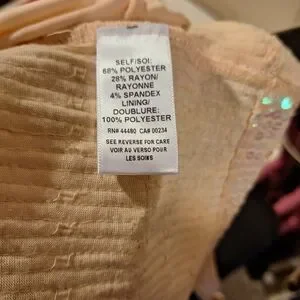 SELF/SOI:
68% POLYESTER
28% RAYON/
RAYONNE
4% SPANDEX
LINING/
DOUBLURE:
100% POLYESTER
RN# 44480 CA# 00234
SEE REVERSE FOR CARE
VOIR AU VERSO POUR
LES SOINS